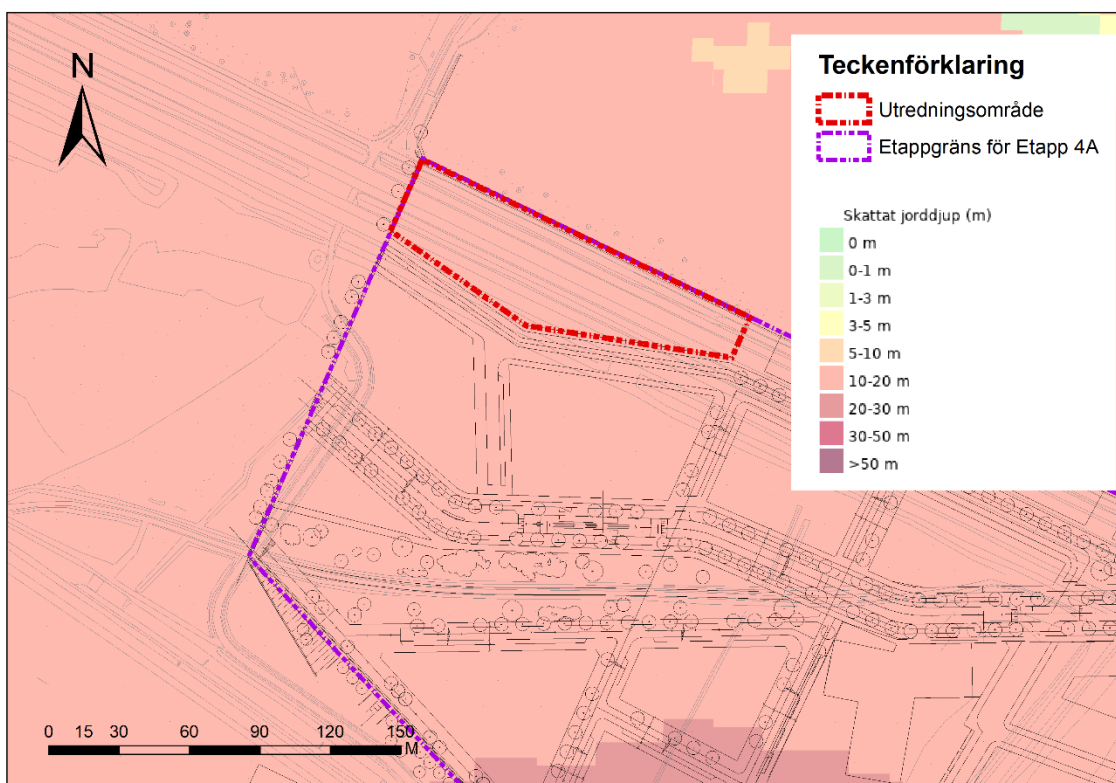 N
Teckenförklaring
Utredningsområde
Etappgräns för Etapp 4A
Skattat jorddjup (m)
0 m
0-1 m
1-3 m
3-5 m
5-10 m
10-20 m
20-30 m
30-50 m
>50 m
0 15 30 60 90 120 150
M